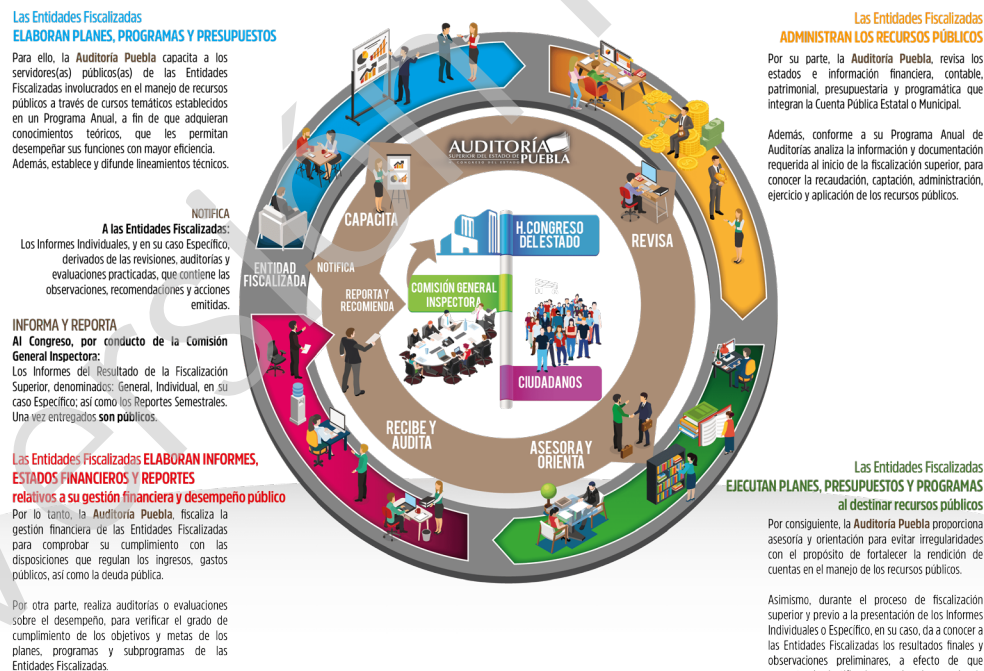 Las Entidades Fiscalizadas
ELABORAN PLANES, PROGRAMAS Y PRESUPUESTOS
Para ello, la Auditoría Puebla capacita a los
servidores(as) públicos(as) de las Entidades
Fiscalizadas involucrados en el manejo de recursos
públicos a través de cursos temáticos establecidos
en un Programa Anual, a fin de que adquieran
conocimientos teóricos, que les permitan
desempeñar sus funciones con mayor eficiencia.
Además, establece y difunde lineamientos técnicos.
NOTIFICA
A las Entidades Fiscalizadas:
Los Informes Individuales, y en su caso Específico,
derivados de las revisiones, auditorías y
evaluaciones practicadas, que contiene las
observaciones, recomendaciones y acciones
emitidas.
INFORMA Y REPORTA
Al Congreso, por conducto de la Comisión
General Inspectora:
Los Informes del Resultado de la Fiscalización
Superior, denominados: General, Individual, en su
caso Específico; así como los Reportes Semestrales.
Una vez entregados son públicos.
Las Entidades Fiscalizadas ELABORAN INFORMES,
ESTADOS FINANCIEROS Y REPORTES
relativos a su gestión financiera y desempeño público
Por lo tanto, la Auditoría Puebla, fiscaliza la
gestión financiera de las Entidades Fiscalizadas
para comprobar su cumplimiento con las
disposiciones que regulan los ingresos, gastos
públicos, así como la deuda pública.
Por otra parte, realiza auditorías o evaluaciones
sobre el desempeño, para verificar el grado de
cumplimiento de los objetivos y metas de los
planes, programas y subprogramas de las
Entidades Fiscalizadas.
AUDITORÍA
SUPERIOR DEL ESTADO DE
PUEBLA
CAPACITA
REVISA
H. CONGRESO
DEL ESTADO
ENTIDAD
FISCALIZADA
NOTIFICA
REPORTA Y
RECOMIENDA
COMISIÓN GENERAL
INSPECTORA
CIUDADANOS
RECIBE Y
AUDITA
ASESORA Y
ORIENTA
Las Entidades Fiscalizadas
ADMINISTRAN LOS RECURSOS PÚBLICOS
Por su parte, la Auditoría Puebla, revisa los
estados e información financiera, contable,
patrimonial, presupuestaria y programática que
integran la Cuenta Pública Estatal o Municipal.
Además, conforme a su Programa Anual de
Auditorías analiza la información y documentación
requerida al inicio de la fiscalización superior, para
conocer la recaudación, captación, administración,
ejercicio y aplicación de los recursos públicos.
Las Entidades Fiscalizadas
EJECUTAN PLANES, PRESUPUESTOS Y PROGRAMAS
al destinar recursos públicos
Por consiguiente, la Auditoría Puebla proporciona
asesoría y orientación para evitar irregularidades
con el propósito de fortalecer la rendición de
cuentas en el manejo de los recursos públicos.
Asimismo, durante el proceso de fiscalización
superior y previo a la presentación de los Informes
Individuales o Específico, en su caso, da a conocer a
las Entidades Fiscalizadas los resultados finales y
observaciones preliminares, a efecto de que